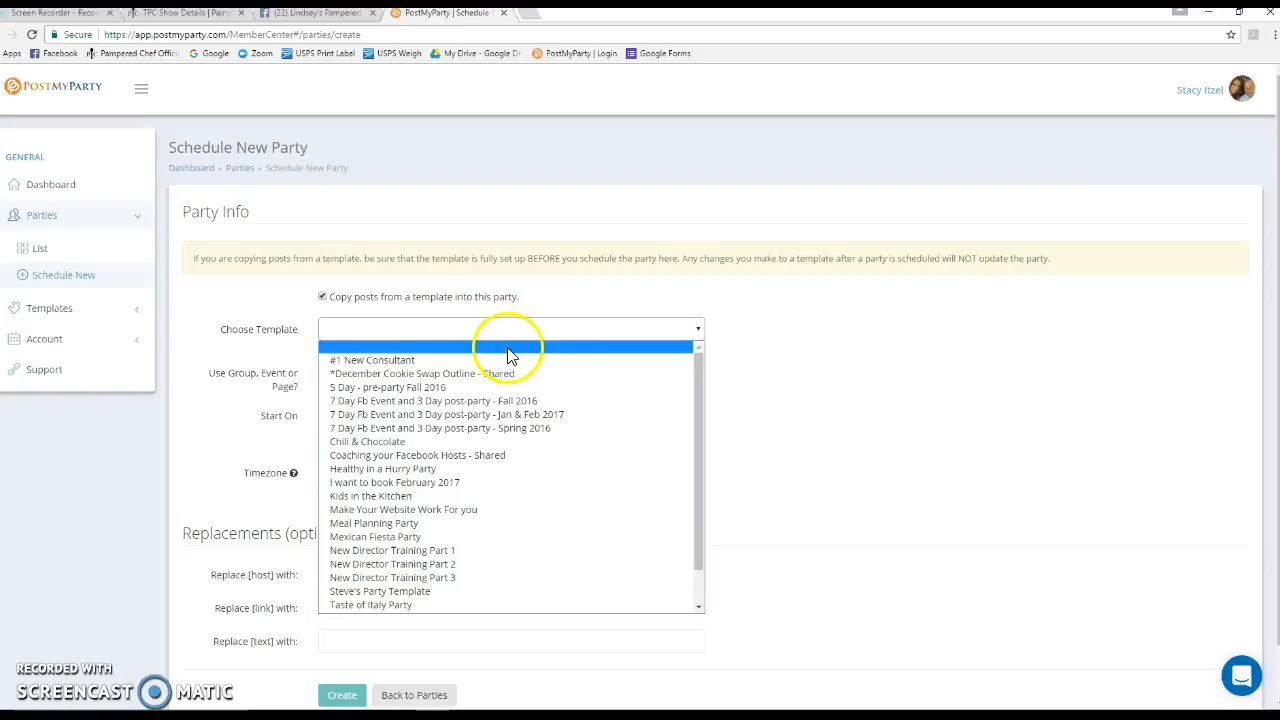 Screen Recorder - Recor
TPC Show Details | Pamp
(22) Lindsey's Pampered
PostMyParty | Schedule
Secure
https://app.postmyparty.com/MemberCenter#/parties/create
Apps
Facebook
Pampered Chef Offici
Google
Zoom
USPS Print Label
USPS Weigh
My Drive - Google Dr
PostMyParty | Login
Google Forms
POSTMYPARTY
Stacy Itzel
GENERAL
Dashboard
Parties
List
Schedule New
Templates
Account
Support
Schedule New Party
Dashboard » Parties » Schedule New Party
Party Info
If you are copying posts from a template, be sure that the template is fully set up BEFORE you schedule the party here. Any changes you make to a template after a party is scheduled will NOT update the party.
Copy posts from a template into this party.
Choose Template
#1 New Consultant
*December Cookie Swap Outline - Shared
5 Day - pre-party Fall 2016
7 Day Fb Event and 3 Day post-party - Fall 2016
7 Day Fb Event and 3 Day post-party - Jan & Feb 2017
7 Day Fb Event and 3 Day post-party - Spring 2016
Chili & Chocolate
Coaching your Facebook Hosts - Shared
Healthy in a Hurry Party
I want to book February 2017
Kids in the Kitchen
Make Your Website Work For you
Meal Planning Party
Mexican Fiesta Party
New Director Training Part 1
New Director Training Part 2
New Director Training Part 3
Steve's Party Template
Taste of Italy Party
Use Group, Event or
Page?
Start On
Timezone
Replacements (opti
Replace [host] with:
Replace [link] with:
Replace [text] with:
Create
Back to Parties
RECORDED WITH
SCREENCAST MATIC